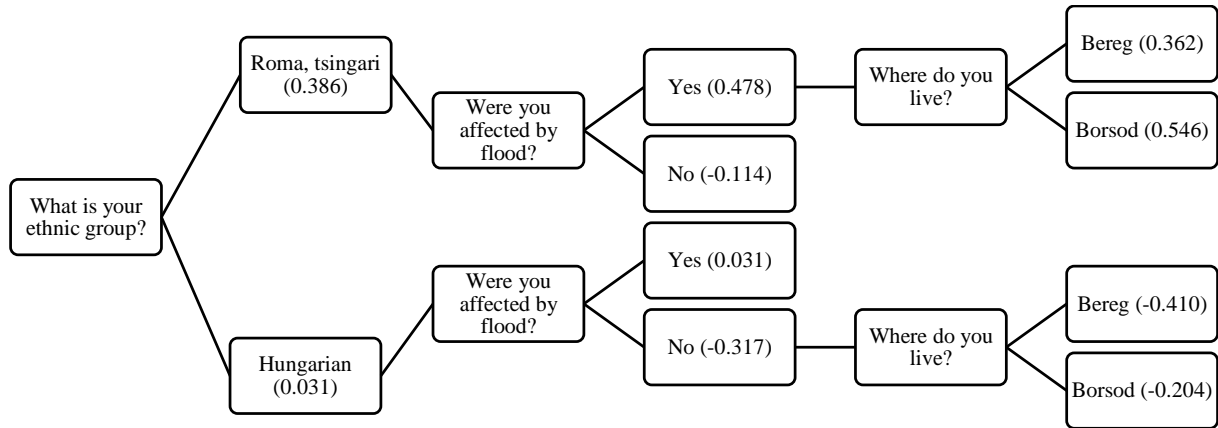 What is your
ethnic group?
Roma, tsingari
(0.386)
Were you
affected by
flood?
Yes (0.478)
Where do you
live?
Bereg (0.362)
Borsod (0.546)
No (-0.114)
Hungarian
(0.031)
Were you
affected by
flood?
Yes (0.031)
No (-0.317)
Where do you
live?
Bereg (-0.410)
Borsod (-0.204)